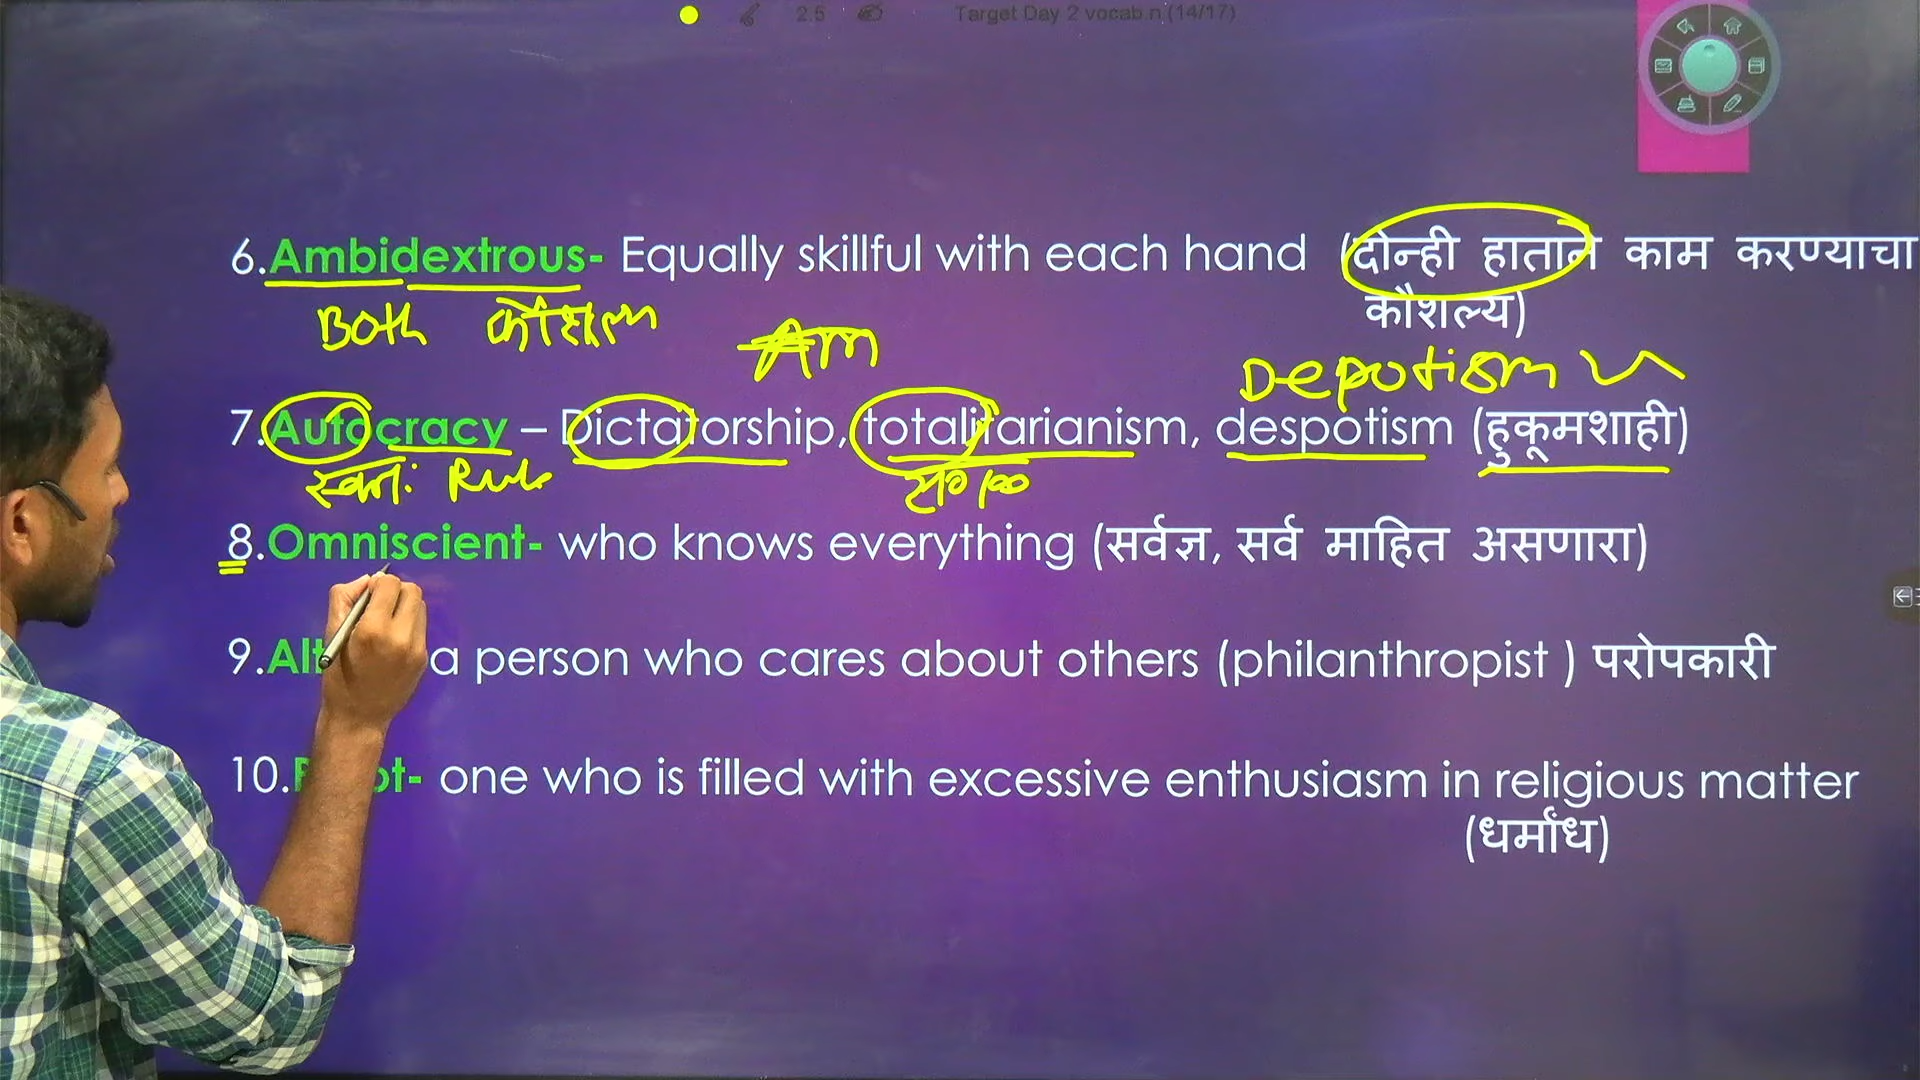 2.5 Target Day 2 vocab.n (14/17)
6.Ambidextrous- Equally skillful with each hand (दोन्ही हाताने काम करण्याचा
कौशल्य)
Both कौशल्य
Depotism
7.Autocracy – Dictatorship, totalitarianism, despotism (हुकूमशाही)
स्वतः Rule
8.Omniscient- who knows everything (सर्वज्ञ, सर्व माहित असणारा)
9.Alt a person who cares about others (philanthropist ) परोपकारी
10. ot- one who is filled with excessive enthusiasm in religious matter
(धर्मांध)